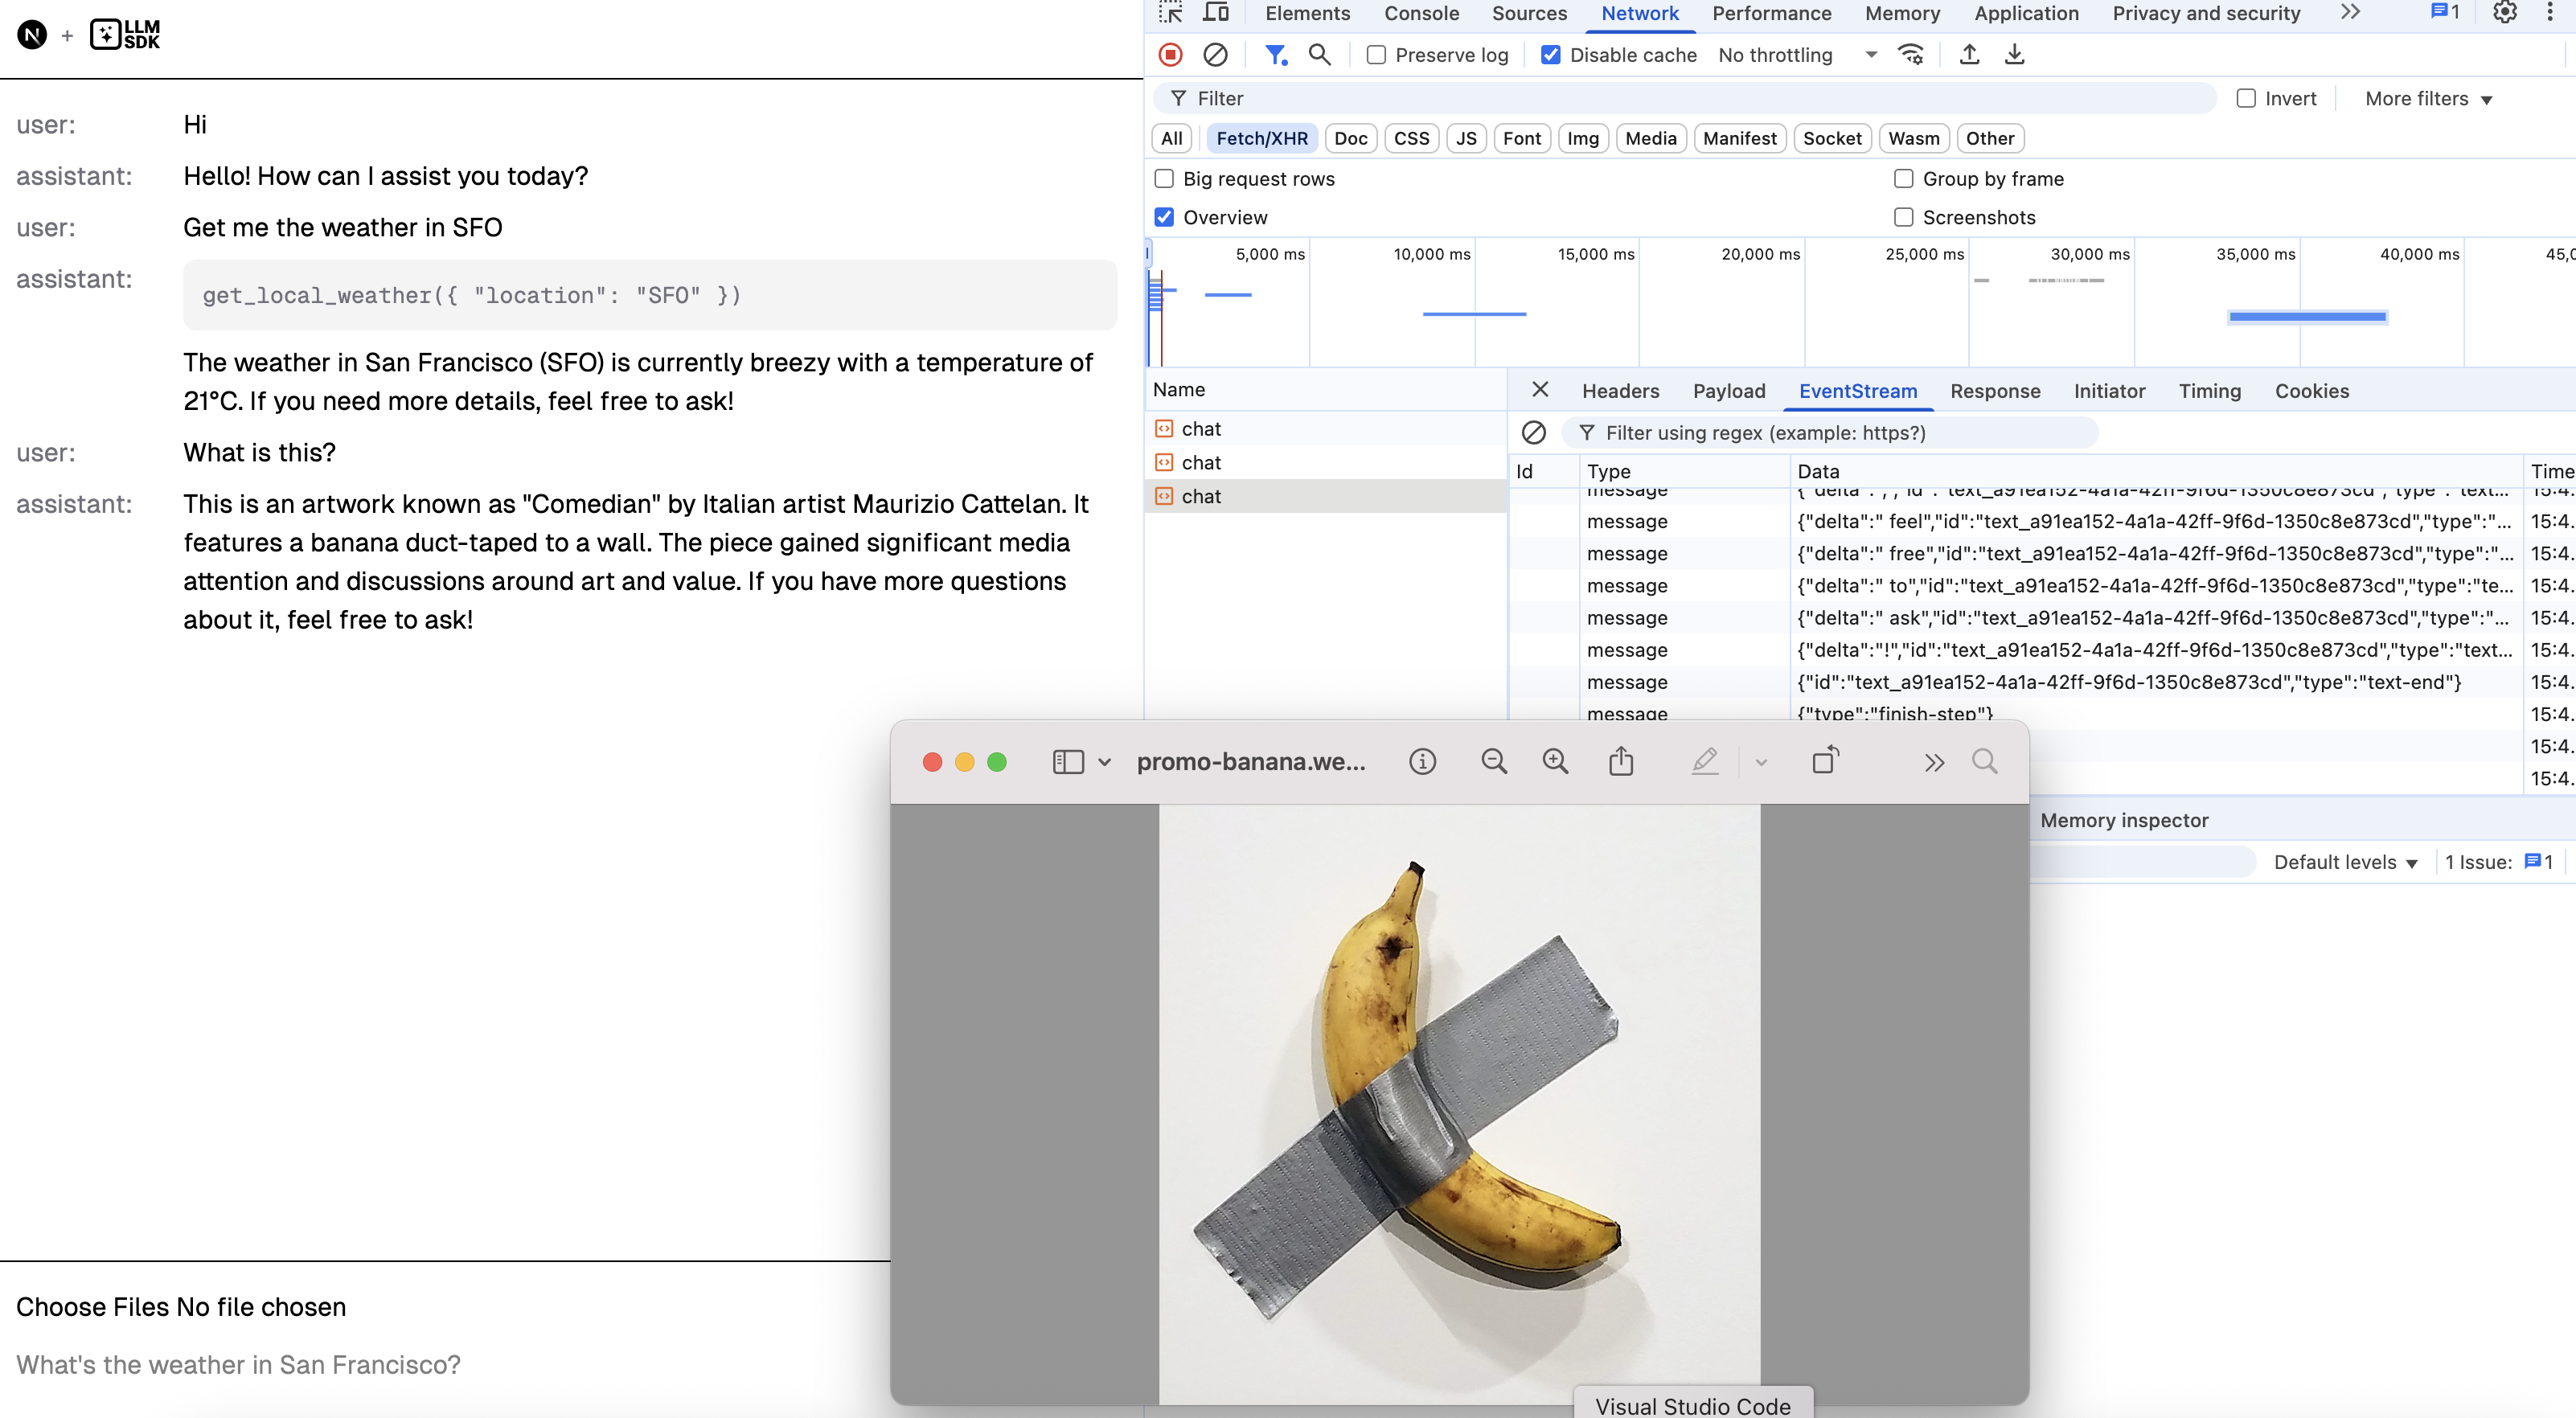 N + LLM
SDK
user: Hi
assistant: Hello! How can I assist you today?
user: Get me the weather in SFO
assistant: get_local_weather({ "location": "SFO" })
The weather in San Francisco (SFO) is currently breezy with a temperature of
21°C. If you need more details, feel free to ask!
user: What is this?
assistant: This is an artwork known as "Comedian" by Italian artist Maurizio Cattelan. It
features a banana duct-taped to a wall. The piece gained significant media
attention and discussions around art and value. If you have more questions
about it, feel free to ask!
Choose Files No file chosen
What's the weather in San Francisco?
Elements Console Sources Network Performance Memory Application Privacy and security 1
Preserve log Disable cache No throttling
Filter Invert More filters
All Fetch/XHR Doc CSS JS Font Img Media Manifest Socket Wasm Other
Big request rows Group by frame
Overview Screenshots
5,000 ms 10,000 ms 15,000 ms 20,000 ms 25,000 ms 30,000 ms 35,000 ms 40,000 ms 45,0
Name
chat
chat
chat
Headers Payload EventStream Response Initiator Timing Cookies
Filter using regex (example: https?)
Id Type Data Time
message {"delta":",","id":"text_a91ea152-4a1a-42ff-9f6d-1350c8e873cd","type":"text... 15:4.
message {"delta":" feel","id":"text_a91ea152-4a1a-42ff-9f6d-1350c8e873cd","type":"... 15:4.
message {"delta":" free","id":"text_a91ea152-4a1a-42ff-9f6d-1350c8e873cd","type":"... 15:4.
message {"delta":" to","id":"text_a91ea152-4a1a-42ff-9f6d-1350c8e873cd","type":"te... 15:4.
message {"delta":" ask","id":"text_a91ea152-4a1a-42ff-9f6d-1350c8e873cd","type":"... 15:4.
message {"delta":"!","id":"text_a91ea152-4a1a-42ff-9f6d-1350c8e873cd","type":"text... 15:4.
message {"id":"text_a91ea152-4a1a-42ff-9f6d-1350c8e873cd","type":"text-end"} 15:4.
message {"type":"finish-step"} 15:4.
15:4.
15:4.
promo-banana.we...
Memory inspector
Default levels 1 Issue: 1
Visual Studio Code